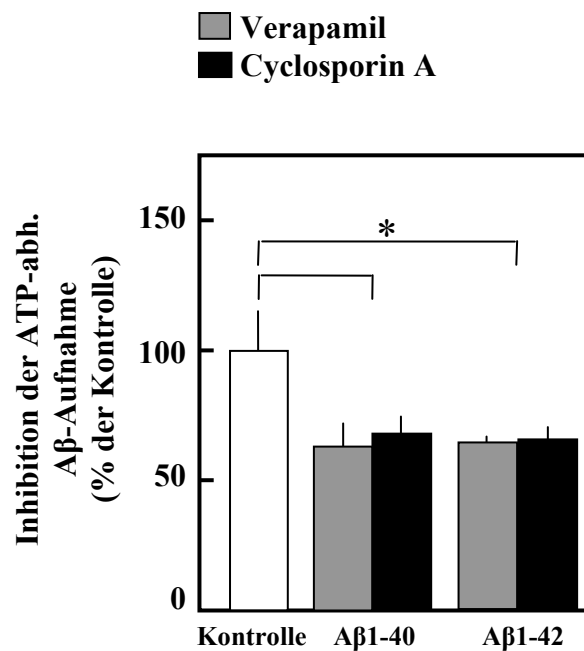 Verapamil
Cyclosporin A
Inhibition der ATP-abh.
Aβ-Aufnahme
(% der Kontrolle)
150
*
100
50
0
Kontrolle Aβ1-40 Aβ1-42